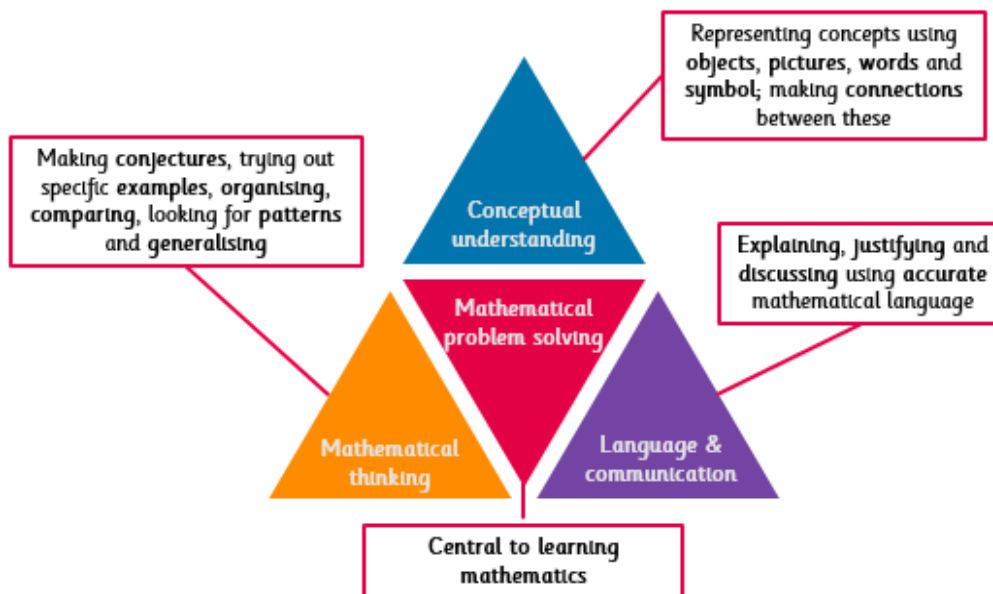 Representing concepts using
objects, pictures, words and
symbol; making connections
between these
Making conjectures, trying out
specific examples, organising,
comparing, looking for patterns
and generalising
Conceptual
understanding
Explaining, justifying and
discussing using accurate
mathematical language
Mathematical
problem solving
Mathematical
thinking
Language &
communication
Central to learning
mathematics